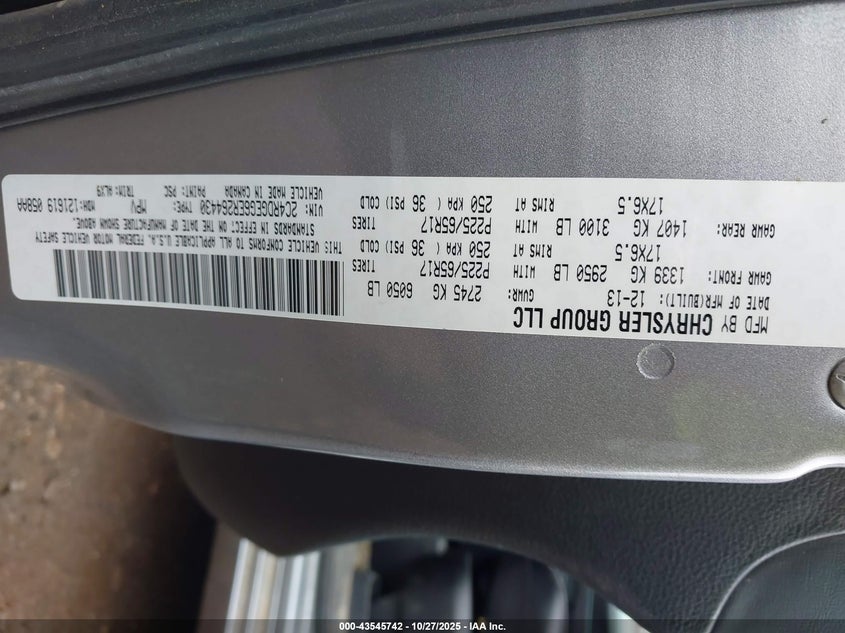 MFD BY CHRYSLER GROUP LLC
DATE OF MFR(BUILT): 12-13 GVWR: 2745 KG 6050 LB
GAWR FRONT: 1339 KG 2950 LB WITH P225/65R17 TIRES
17X6.5 RIMS AT 250 KPA ( 36 PSI) COLD
GAWR REAR: 1407 KG 3100 LB WITH P225/65R17 TIRES
17X6.5 RIMS AT 250 KPA ( 36 PSI) COLD
THIS VEHICLE CONFORMS TO ALL APPLICABLE U.S.A. FEDERAL MOTOR VEHICLE SAFETY
STANDARDS IN EFFECT ON THE DATE OF MANUFACTURE SHOWN ABOVE.
VIN: 2C4RDGEG6ER264430 TYPE: MPV MDH:121619 058AA
VEHICLE MADE IN CANADA PAINT: PSC TRIM: HLX9
000-43545742 - 10/27/2025 - IAA Inc.